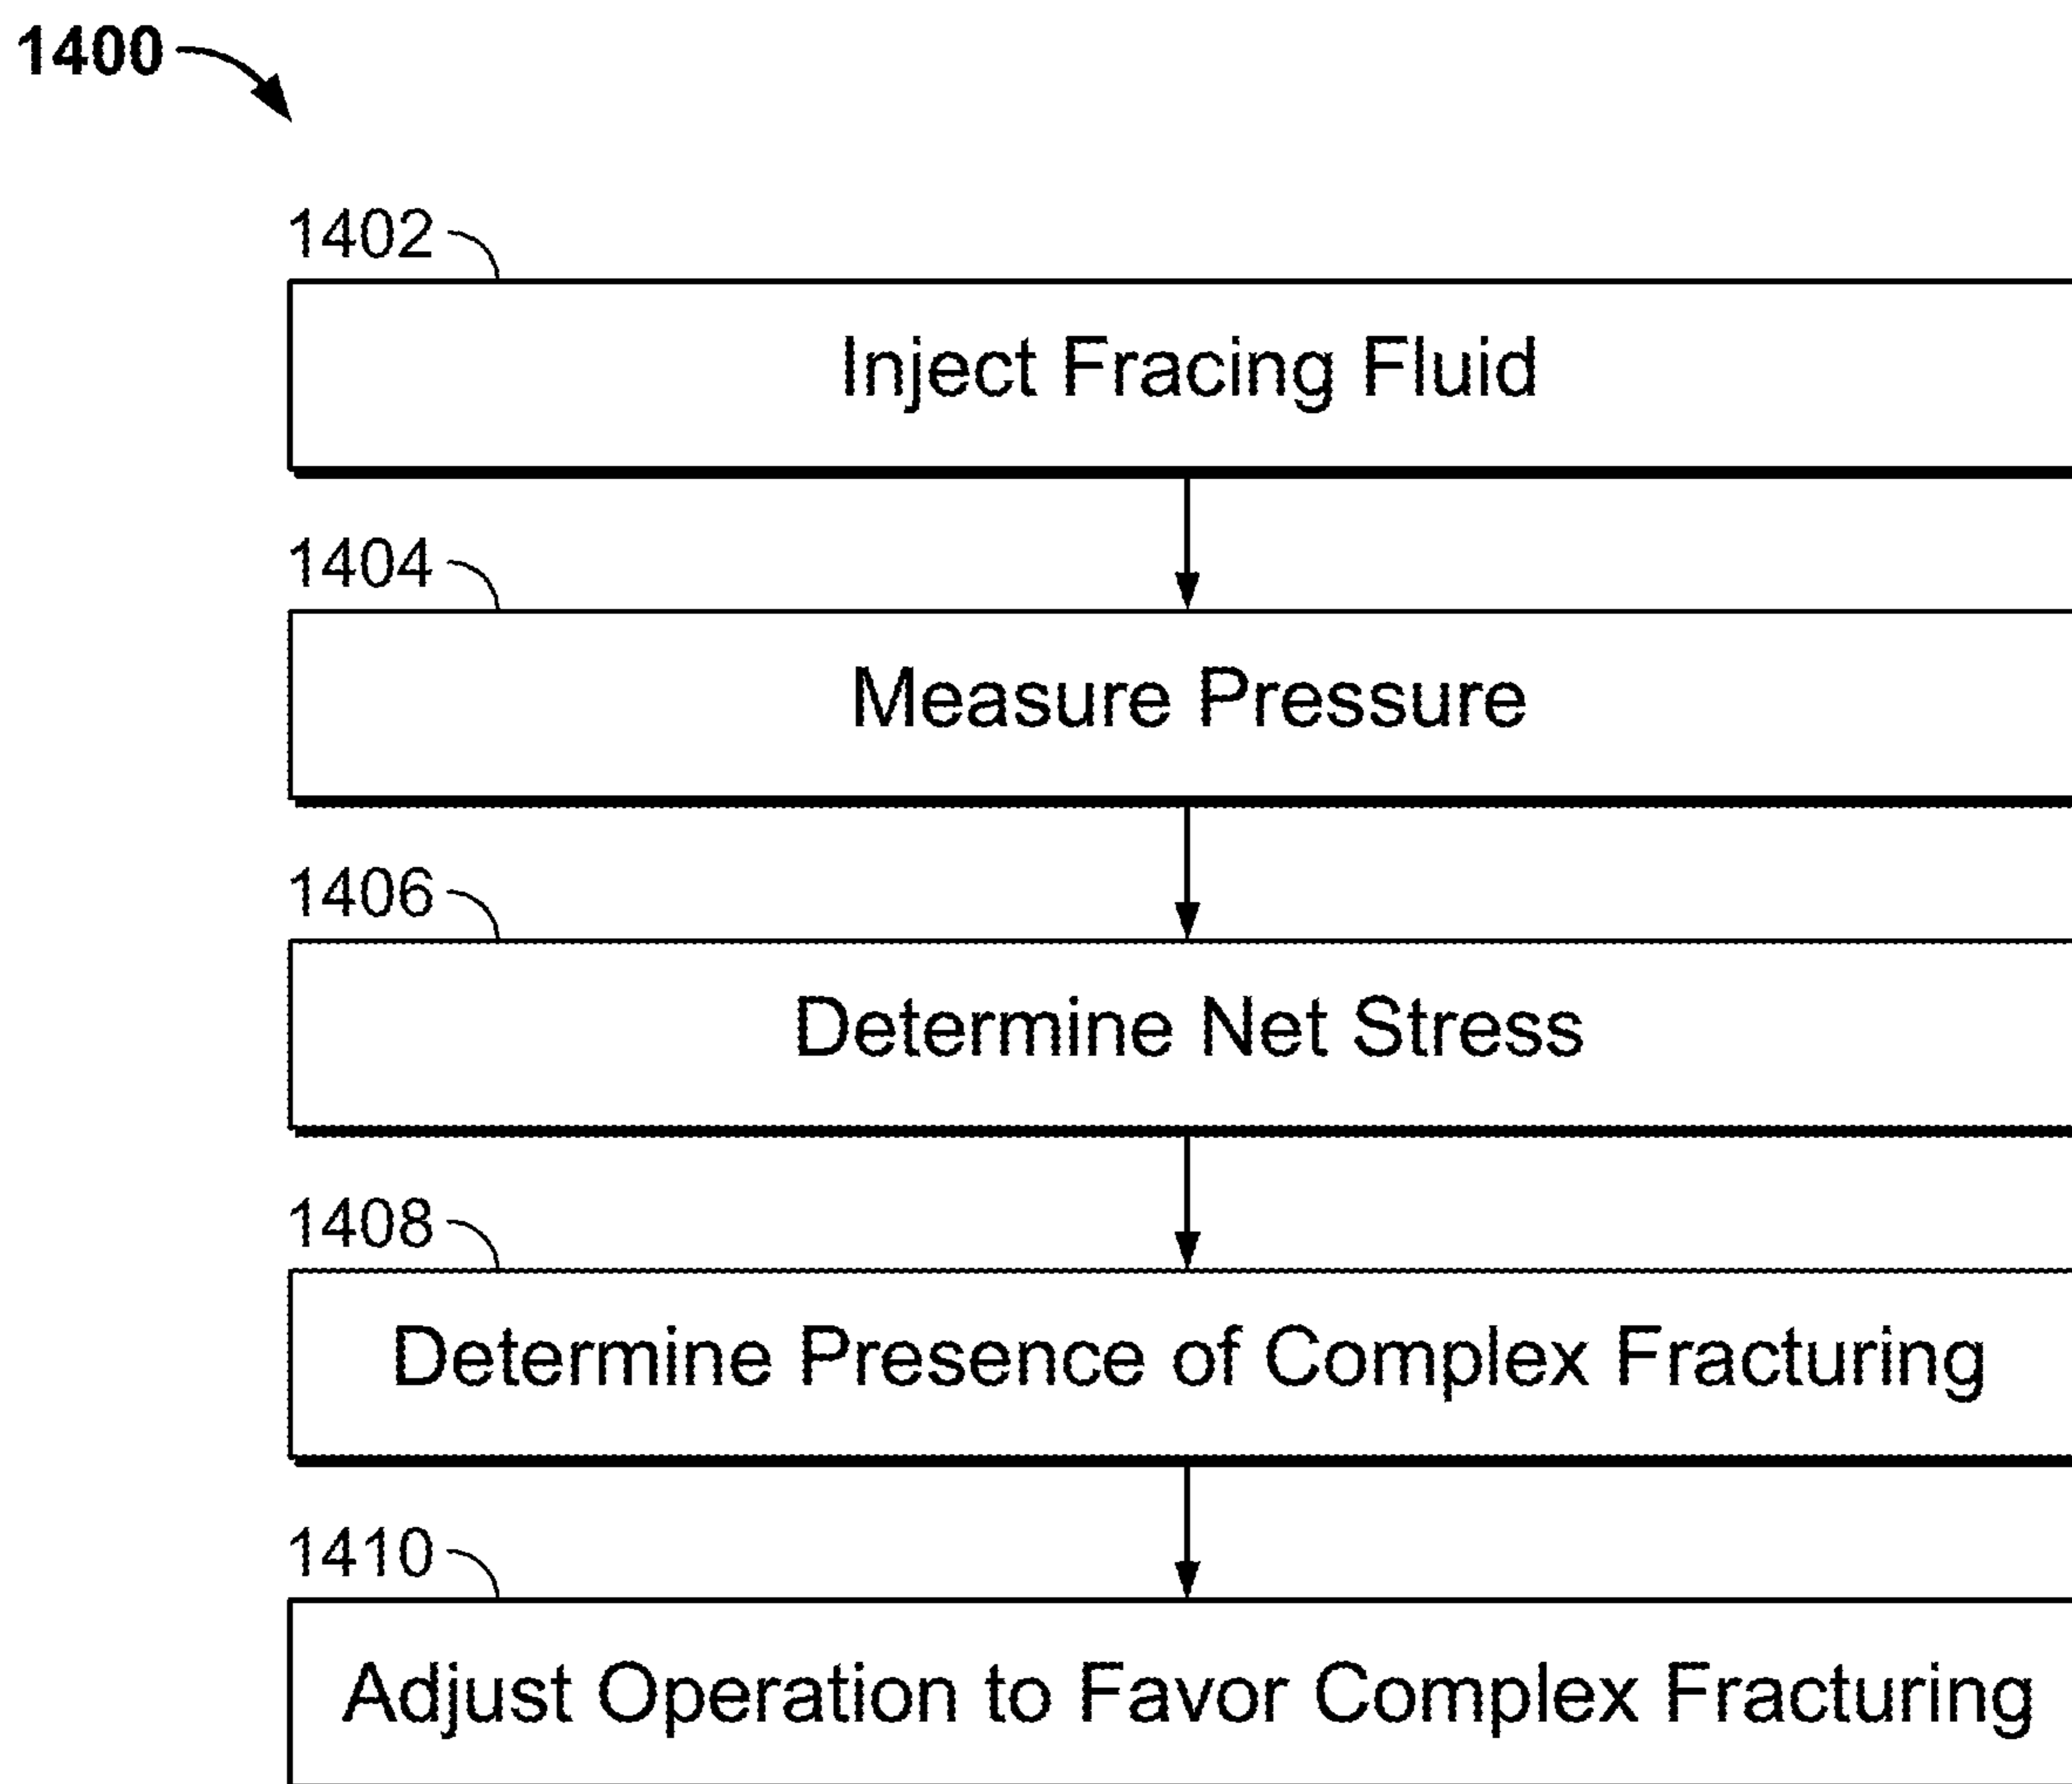 1400
1402
Inject Fracing Fluid
1404
Measure Pressure
1406
Determine Net Stress
1408
Determine Presence of Complex Fracturing
1410
Adjust Operation to Favor Complex Fracturing